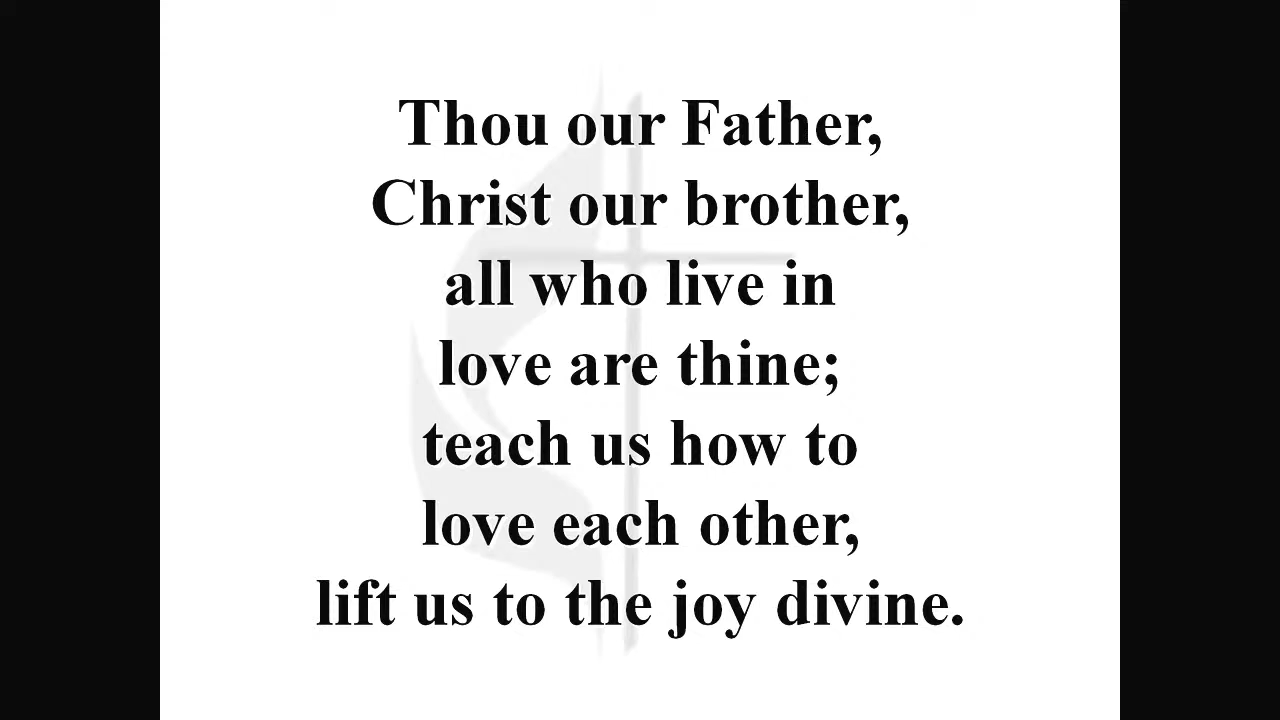 Thou our Father,
Christ our brother,
all who live in
love are thine;
teach us how to
love each other,
lift us to the joy divine.